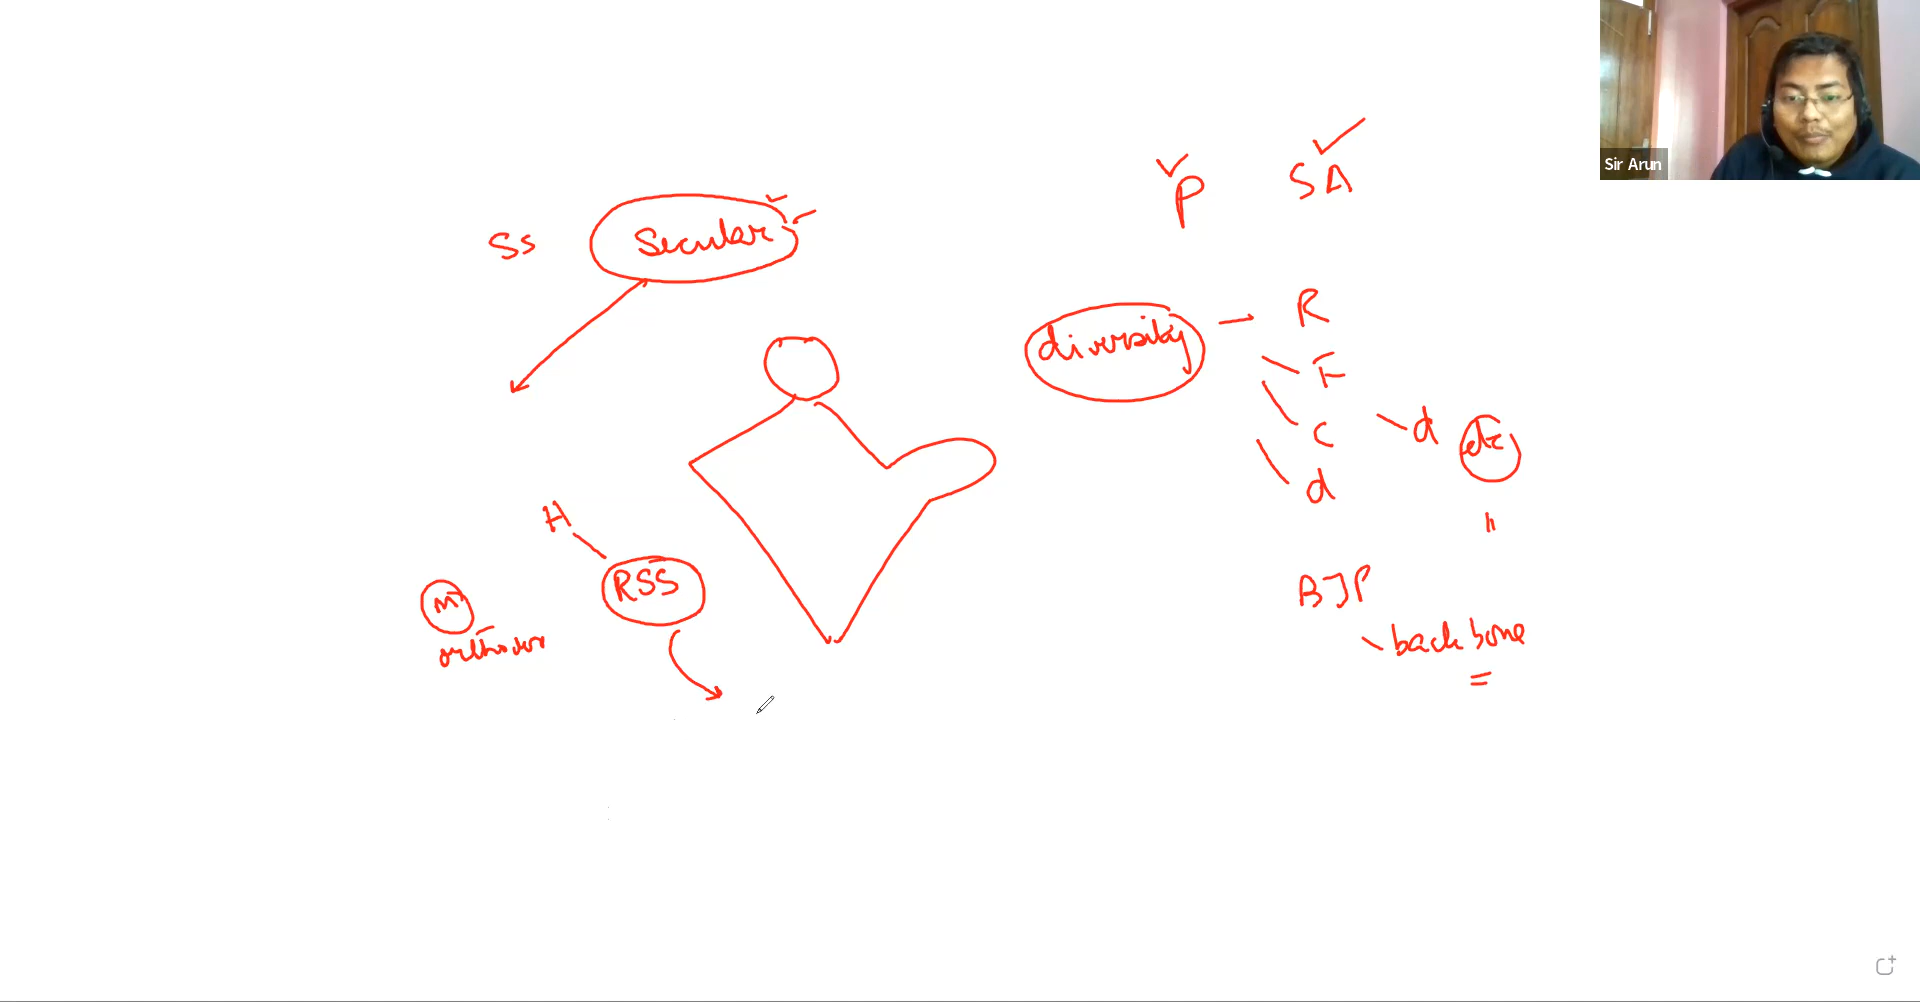 Sir Arun
P SA
Ss Secular
diversity R
F
C d etc
d
H
RSS
BJP
M
orthodox
backbone